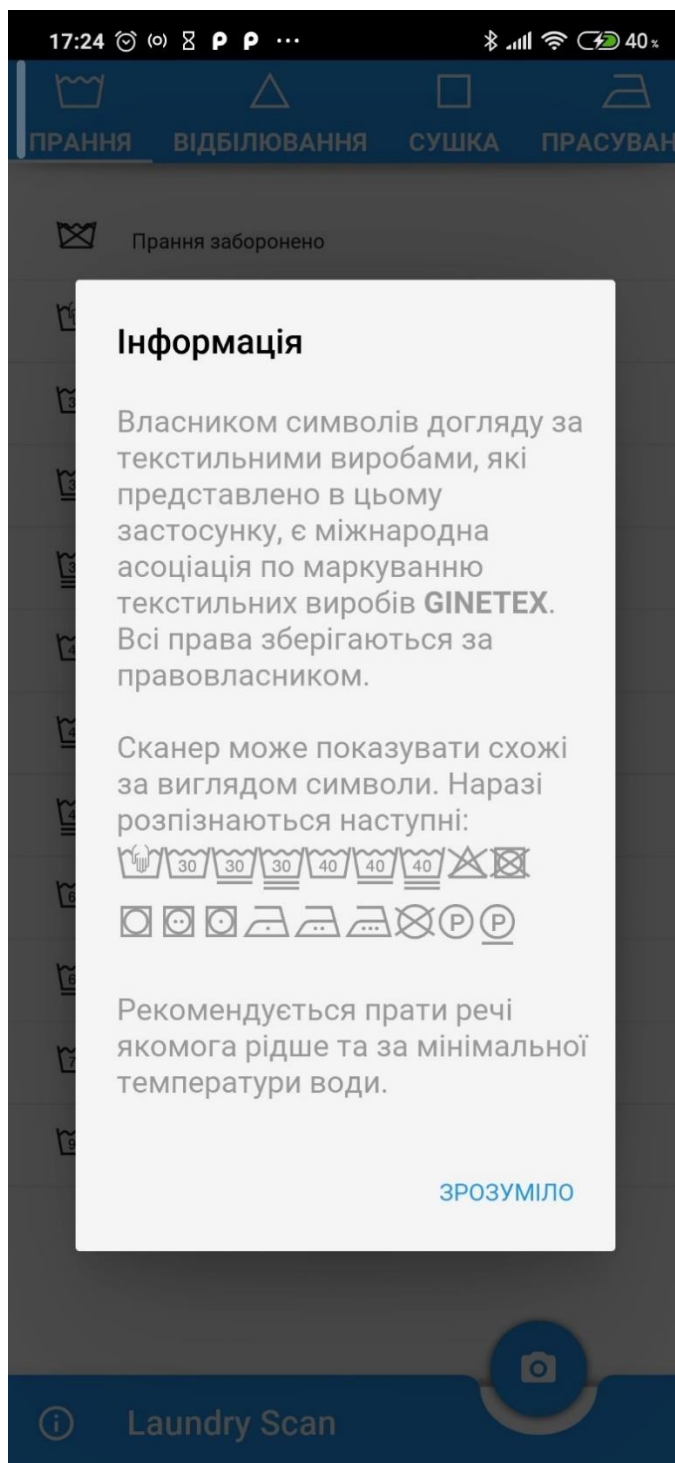 17:24 P P ... 40%
ПРАННЯ ВІДБІЛЮВАННЯ СУШКА ПРАСУВАН
Прання заборонено
Інформація
Власником символів догляду за
текстильними виробами, які
представлено в цьому
застосунку, є міжнародна
асоціація по маркуванню
текстильних виробів GINETEX.
Всі права зберігаються за
правовласником.
Сканер може показувати схожі
за виглядом символи. Наразі
розпізнаються наступні:
30 30 30 40 40 40
P P
Рекомендується прати речі
якомога рідше та за мінімальної
температури води.
ЗРОЗУМІЛО
Laundry Scan